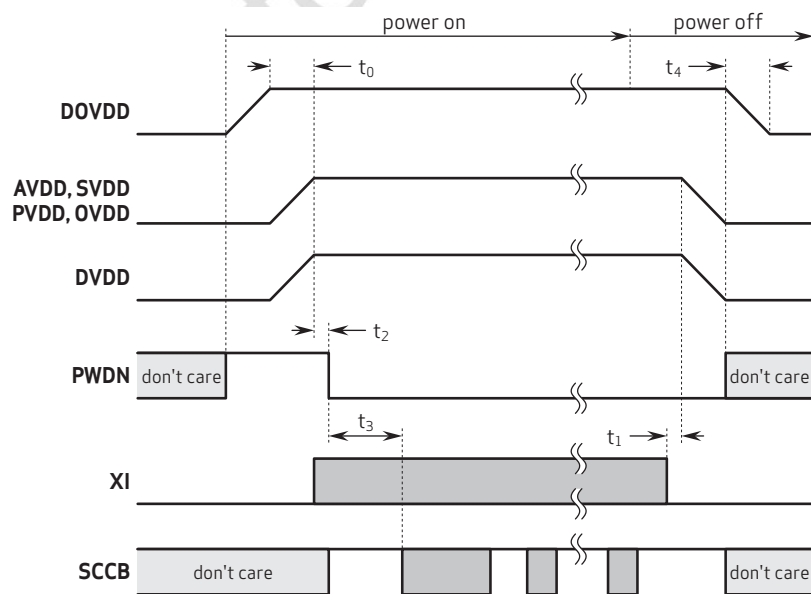 power on power off
t0 t4
DOVDD
AVDD, SVDD
PVDD, OVDD
DVDD
t2
PWDN don't care don't care
t3 t1
XI
SCCB don't care don't care